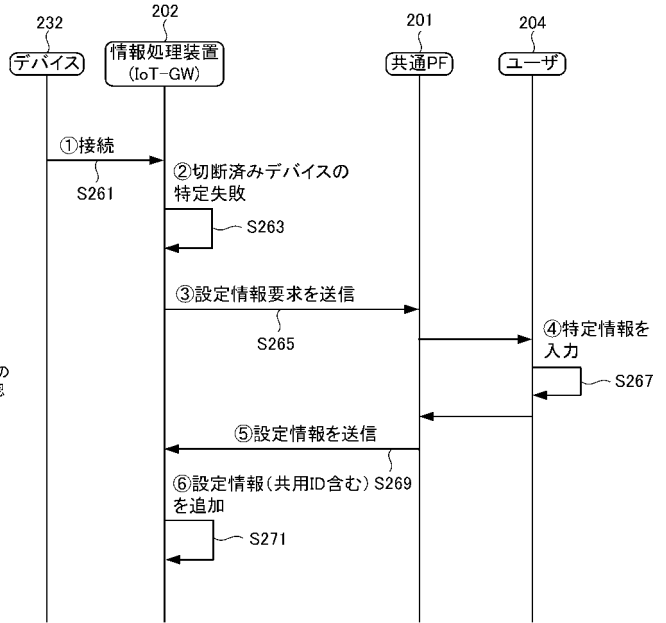 232
202
201
204
デバイス
情報処理装置
(IoT-GW)
共通PF
ユーザ
①接続
S261
②切断済みデバイスの
特定失敗
S263
③設定情報要求を送信
S265
④特定情報を
入力
S267
⑤設定情報を送信
S269
⑥設定情報(共用ID含む)
を追加
S271
の